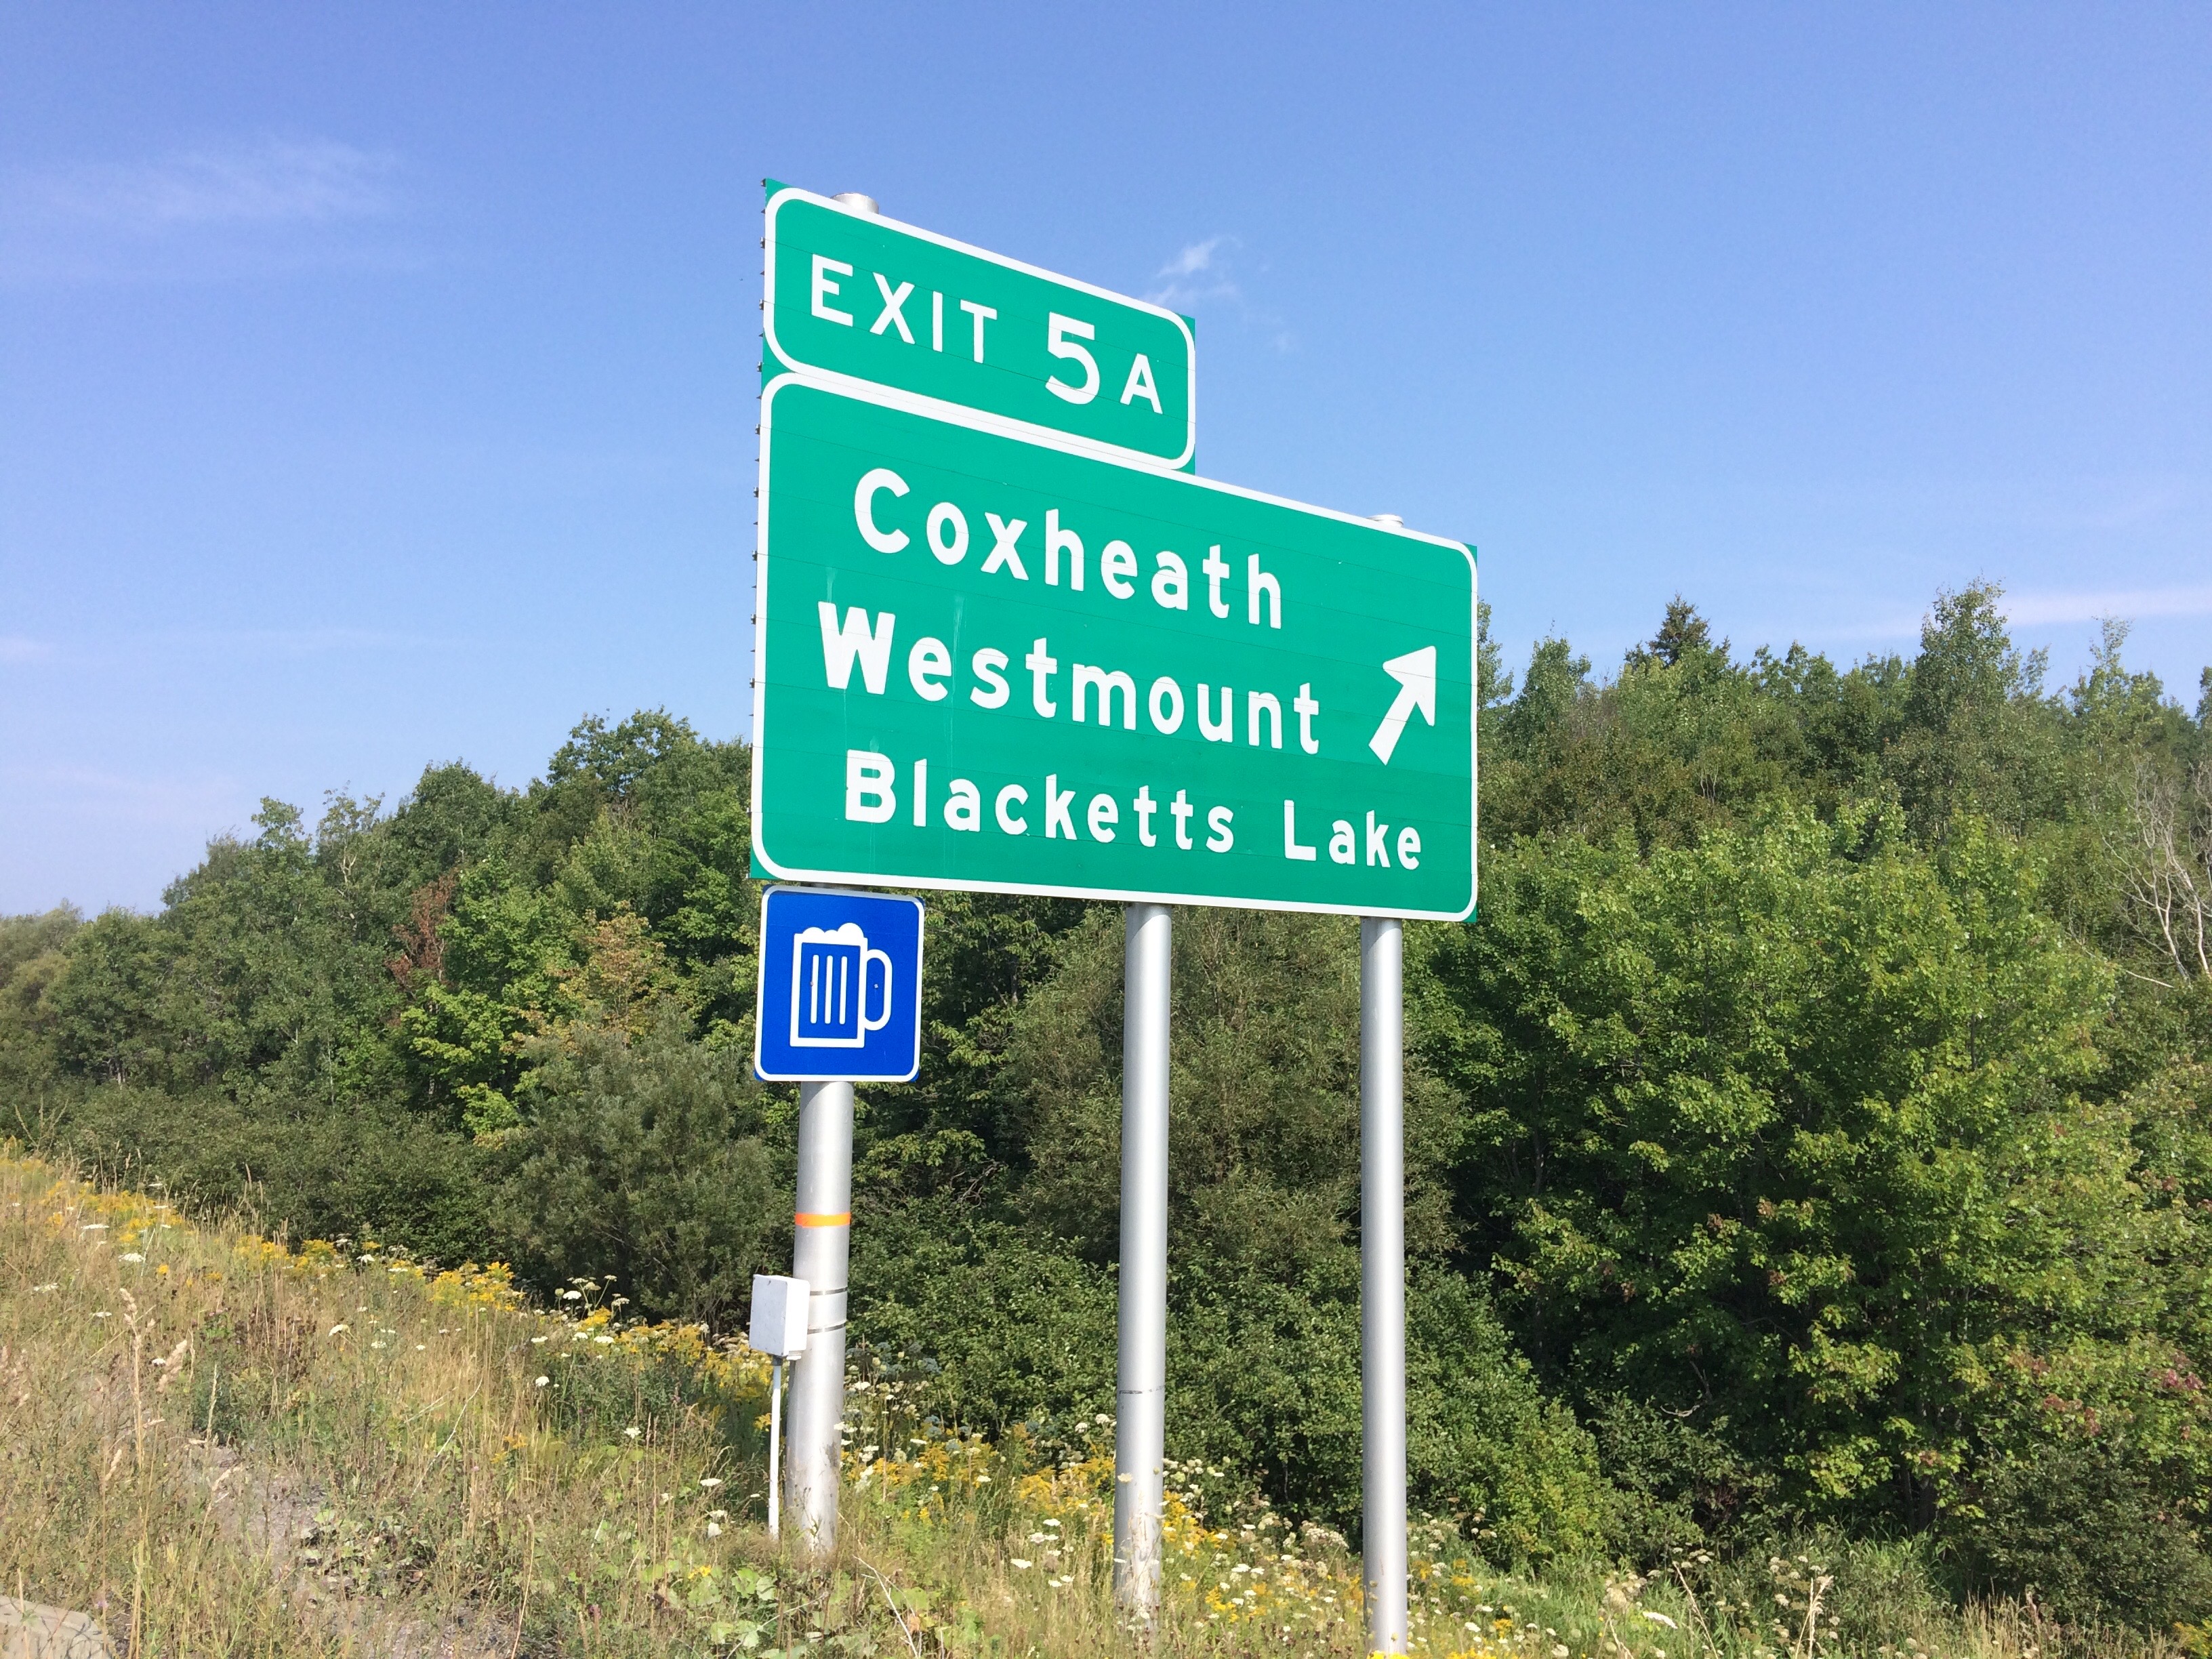 EXIT 5A
Coxheath
Westmount
Blacketts Lake